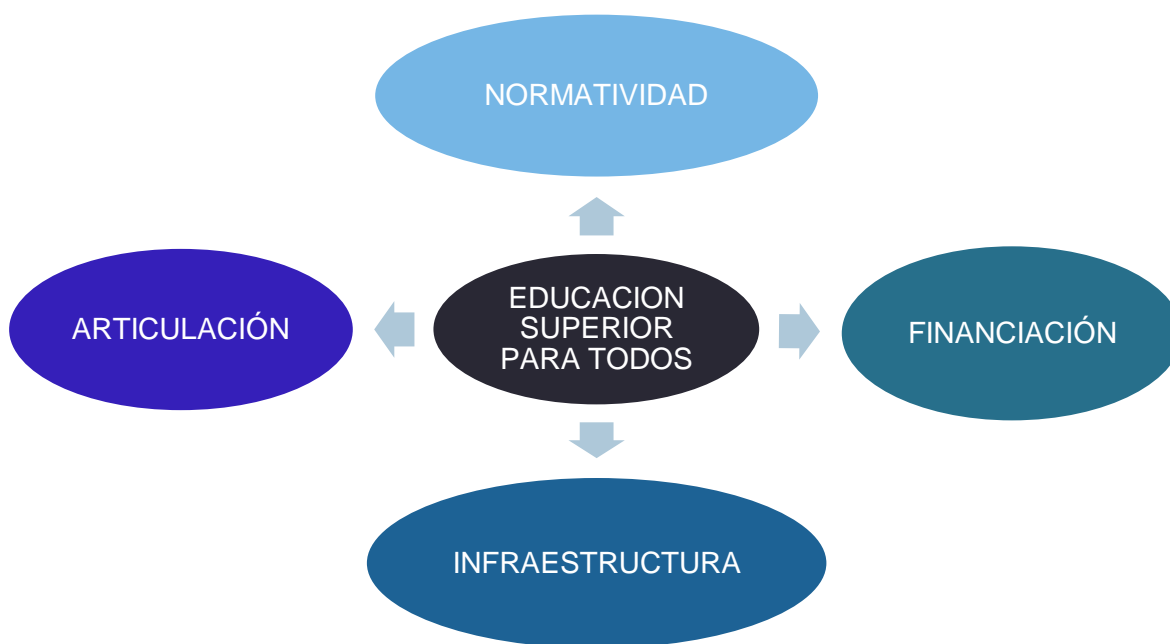 NORMATIVIDAD
ARTICULACIÓN
EDUCACION
SUPERIOR
PARA TODOS
FINANCIACIÓN
INFRAESTRUCTURA